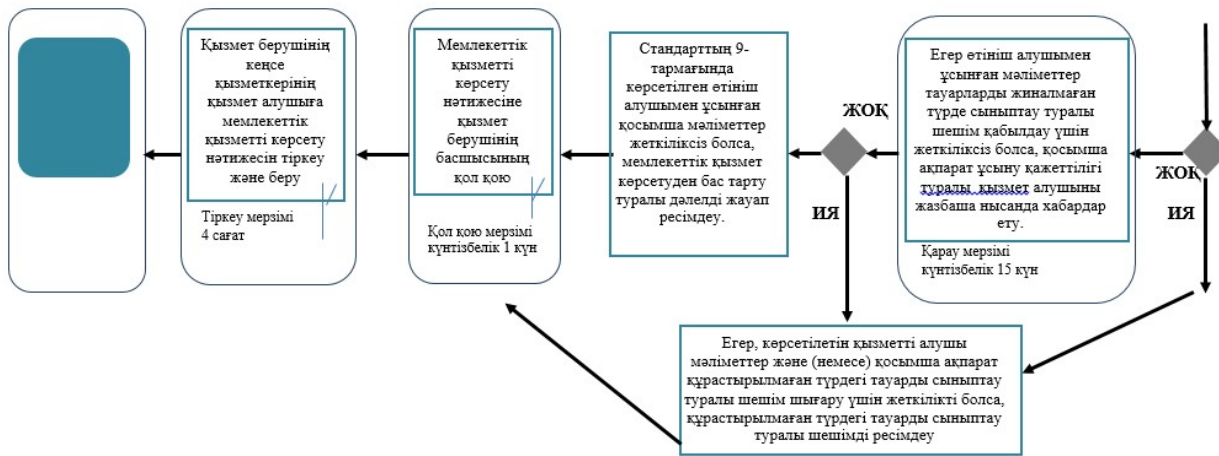 Қызмет берушінің
кеңсе
қызметкерінің
қызмет алушыға
мемлекеттік
қызметті көрсету
нәтижесін тіркеу
және беру
Тіркеу мерзімі
4 сағат
Мемлекеттік
қызметті
көрсету
нәтижесіне
қызмет
берушінің
басшысының
қол қою
Қол қою мерзімі
күнтізбелік 1 күн
Стандарттың 9-
тармағында
көрсетілген өтініш
алушымен ұсынған
қосымша мәліметтер
жеткіліксіз болса,
мемлекеттік қызмет
көрсетуден бас тарту
туралы дәлелді жауап
ресімдеу.
ЖОҚ
ИЯ
Егер өтініш алушымен
ұсынған мәліметтер
тауарларды жиналмаған
түрде сыныптау туралы
шешім қабылдау үшін
жеткіліксіз болса, қосымша
ақпарат ұсыну қажеттілігі
туралы қызмет алушыны
жазбаша нысанда хабардар
ету.
Қарау мерзімі
күнтізбелік 15 күн
ЖОҚ
ИЯ
Егер, көрсетілетін қызметті алушы
мәліметтер және (немесе) қосымша ақпарат
құрастырылмаған түрдегі тауарды сыныптау
туралы шешім шығару үшін жеткілікті болса,
құрастырылмаған түрдегі тауарды сыныптау
туралы шешімді ресімдеу